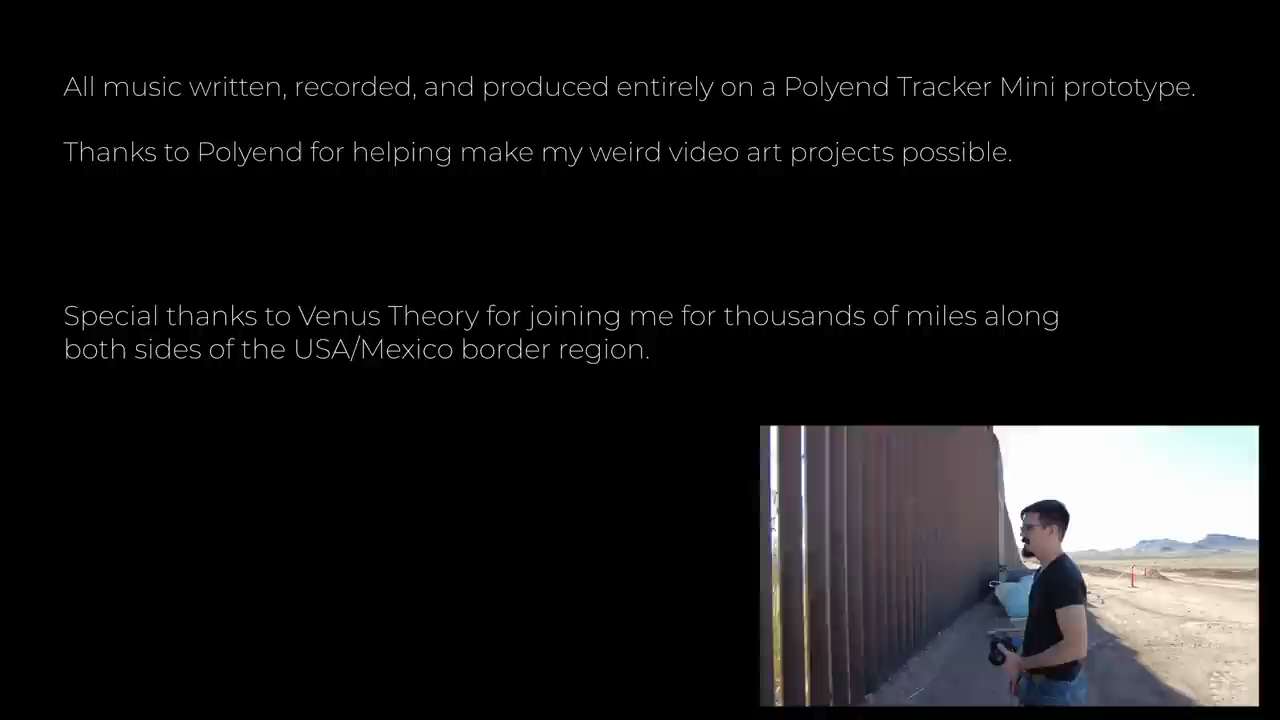 All music written, recorded, and produced entirely on a Polyend Tracker Mini prototype.
Thanks to Polyend for helping make my weird video art projects possible.
Special thanks to Venus Theory for joining me for thousands of miles along
both sides of the USA/Mexico border region.